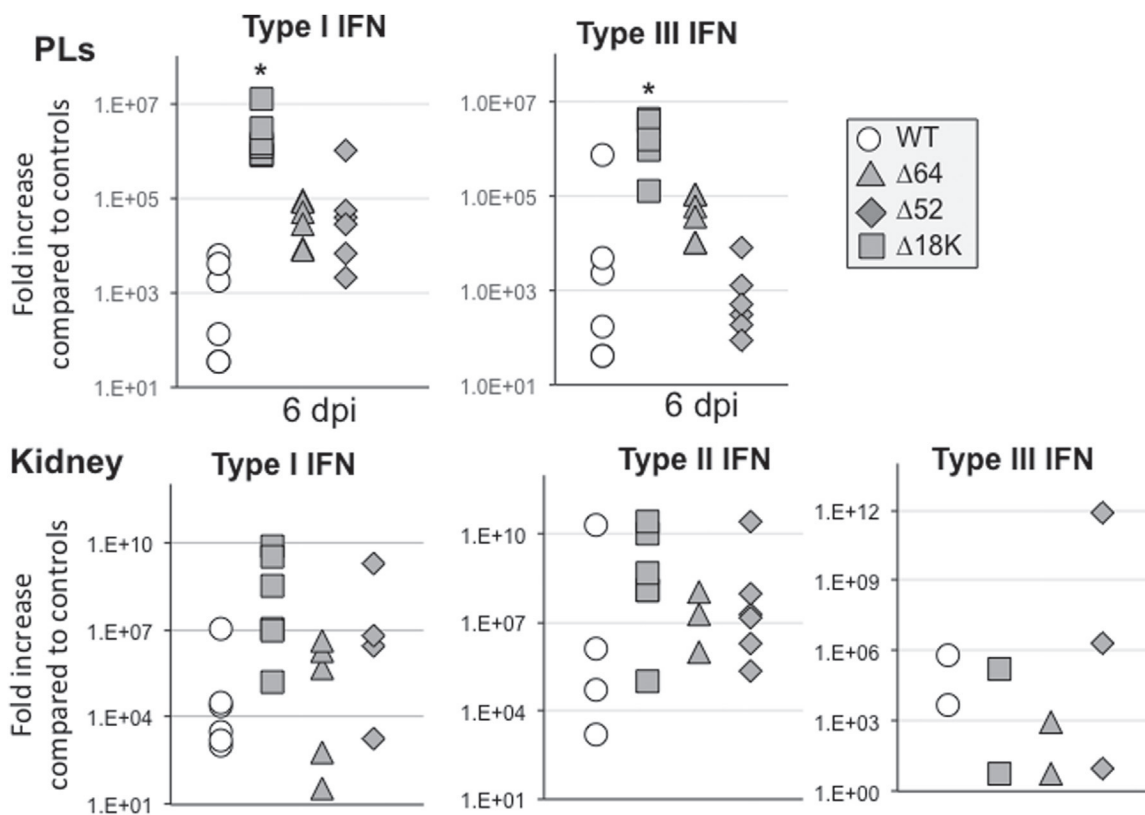 PLs
Type I IFN
Fold increase
compared to controls
*
1.E+07
1.E+05
1.E+03
1.E+01
6 dpi
Type III IFN
*
1.0E+07
1.0E+05
1.0E+03
1.0E+01
6 dpi
WT
Δ64
Δ52
Δ18K
Kidney
Type I IFN
Fold increase
compared to controls
1.E+10
1.E+07
1.E+04
1.E+01
Type II IFN
1.E+10
1.E+07
1.E+04
1.E+01
Type III IFN
1.E+12
1.E+09
1.E+06
1.E+03
1.E+00